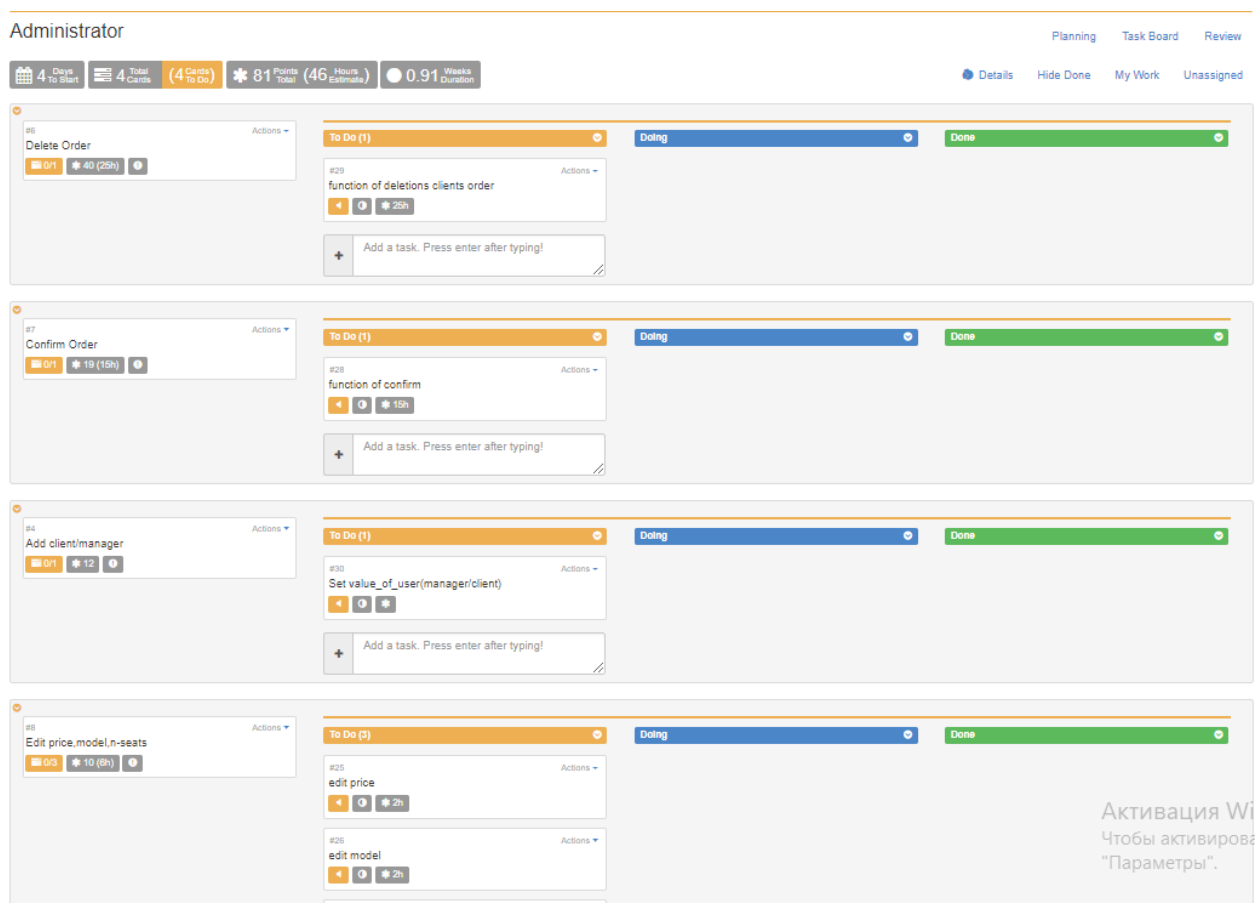 Administrator
Planning Task Board Review
4 Days To Start 4 Total Cards (4 Cards To Do) 81 Points Total (46 Hours Estimate) 0.91 Weeks Duration
Details Hide Done My Work Unassigned
#6 Actions
Delete Order
0/1 40 (25h)
To Do (1) Doing Done
#29 Actions
function of deletions clients order
25h
Add a task. Press enter after typing!
#7 Actions
Confirm Order
0/1 19 (15h)
To Do (1) Doing Done
#28 Actions
function of confirm
15h
Add a task. Press enter after typing!
#4 Actions
Add client/manager
0/1 12
To Do (1) Doing Done
#30 Actions
Set value_of_user(manager/client)
Add a task. Press enter after typing!
#8 Actions
Edit price,model,n-seats
0/3 10 (6h)
To Do (3) Doing Done
#25 Actions
edit price
2h
#26 Actions
edit model
2h
Активация Wi
Чтобы активирова
"Параметры".